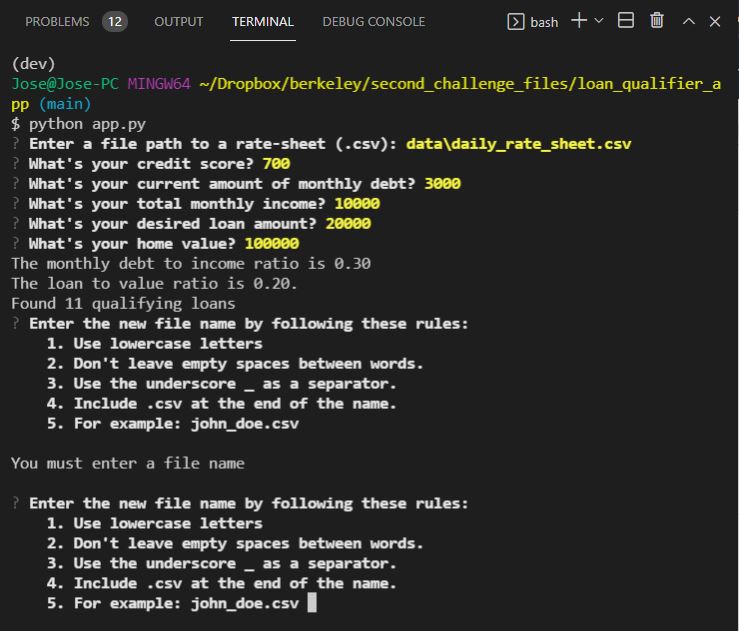 PROBLEMS 12 OUTPUT TERMINAL DEBUG CONSOLE bash
(dev)
Jose@Jose-PC MINGW64 ~/Dropbox/berkeley/second_challenge_files/loan_qualifier_a
pp (main)
$ python app.py
? Enter a file path to a rate-sheet (.csv): data\daily_rate_sheet.csv
? What's your credit score? 700
? What's your current amount of monthly debt? 3000
? What's your total monthly income? 10000
? What's your desired loan amount? 20000
? What's your home value? 100000
The monthly debt to income ratio is 0.30
The loan to value ratio is 0.20.
Found 11 qualifying loans
? Enter the new file name by following these rules:
1. Use lowercase letters
2. Don't leave empty spaces between words.
3. Use the underscore _ as a separator.
4. Include .csv at the end of the name.
5. For example: john_doe.csv
You must enter a file name
? Enter the new file name by following these rules:
1. Use lowercase letters
2. Don't leave empty spaces between words.
3. Use the underscore _ as a separator.
4. Include .csv at the end of the name.
5. For example: john_doe.csv